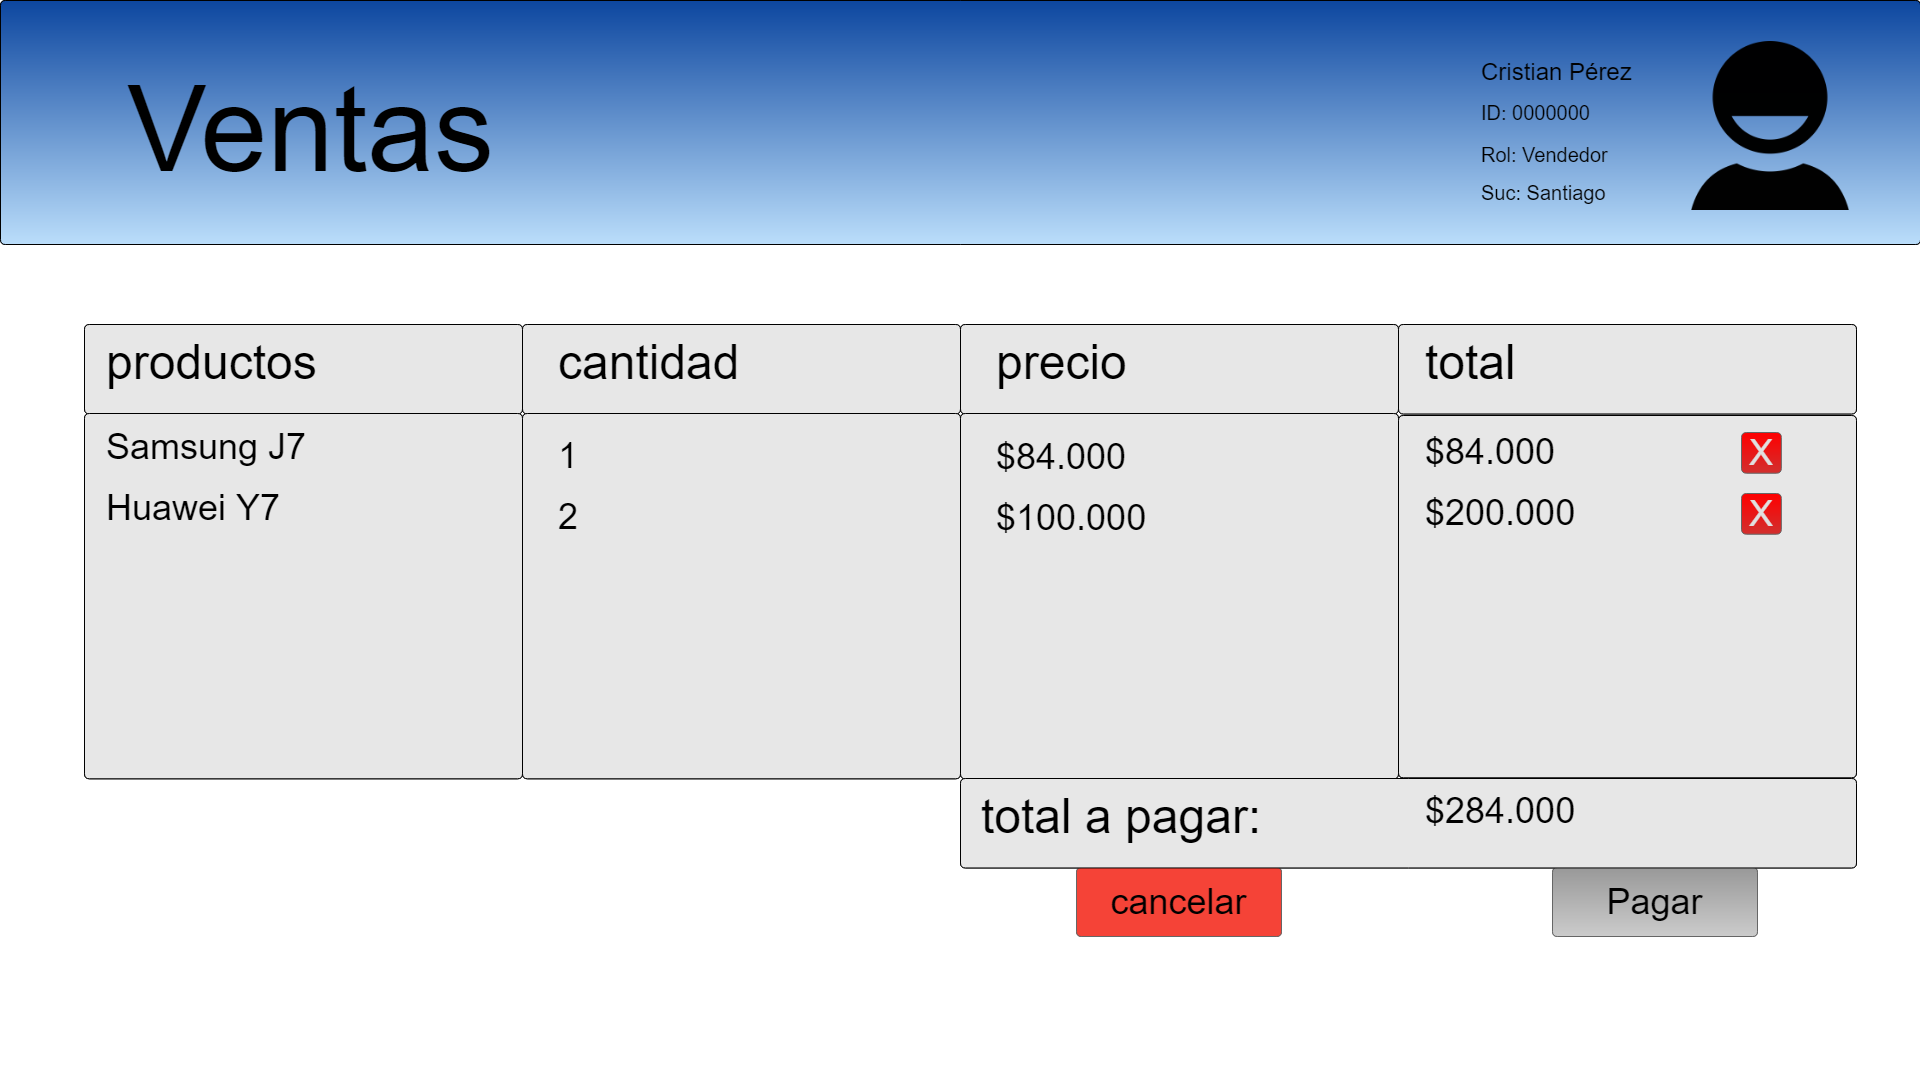 Ventas
Cristian Pérez
ID: 0000000
Rol: Vendedor
Suc: Santiago
productos cantidad precio total
Samsung J7 1 $84.000 $84.000 X
Huawei Y7 2 $100.000 $200.000 X
total a pagar: $284.000
cancelar Pagar